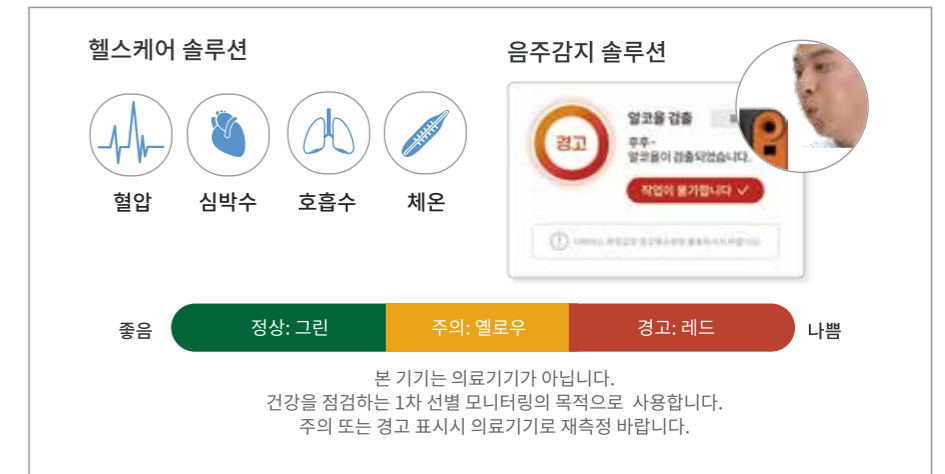 헬스케어 솔루션
혈압
심박수
호흡수
체온
음주감지 솔루션
경고
알코올 검출
후후~
알코올이 검출되었습니다.
작업이 불가합니다
좋음
정상: 그린
주의: 옐로우
경고: 레드
나쁨
본 기기는 의료기기가 아닙니다.
건강을 점검하는 1차 선별 모니터링의 목적으로 사용합니다.
주의 또는 경고 표시시 의료기기로 재측정 바랍니다.